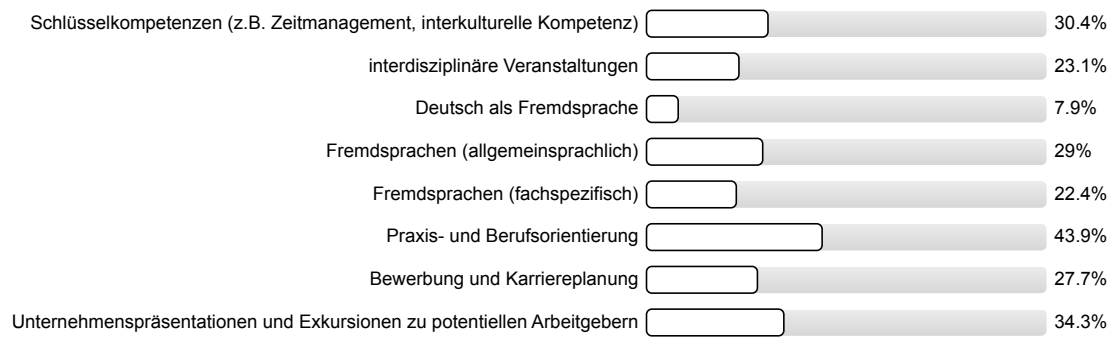 Schlüsselkompetenzen (z.B. Zeitmanagement, interkulturelle Kompetenz) 30.4%
interdisziplinäre Veranstaltungen 23.1%
Deutsch als Fremdsprache 7.9%
Fremdsprachen (allgemeinsprachlich) 29%
Fremdsprachen (fachspezifisch) 22.4%
Praxis- und Berufsorientierung 43.9%
Bewerbung und Karriereplanung 27.7%
Unternehmenspräsentationen und Exkursionen zu potentiellen Arbeitgebern 34.3%